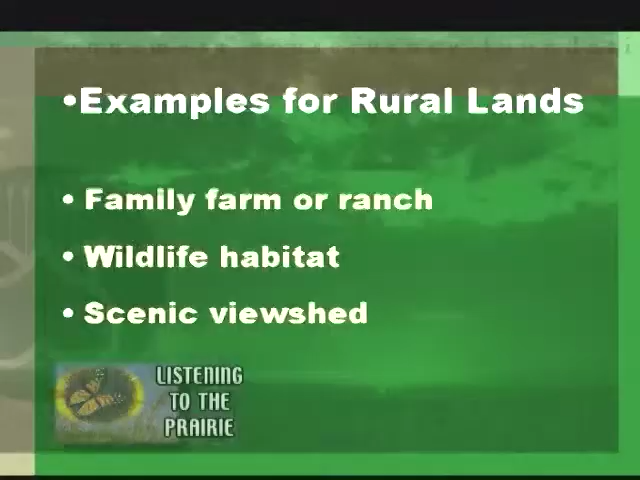 •Examples for Rural Lands
• Family farm or ranch
• Wildlife habitat
• Scenic viewshed
LISTENING
TO THE
PRAIRIE